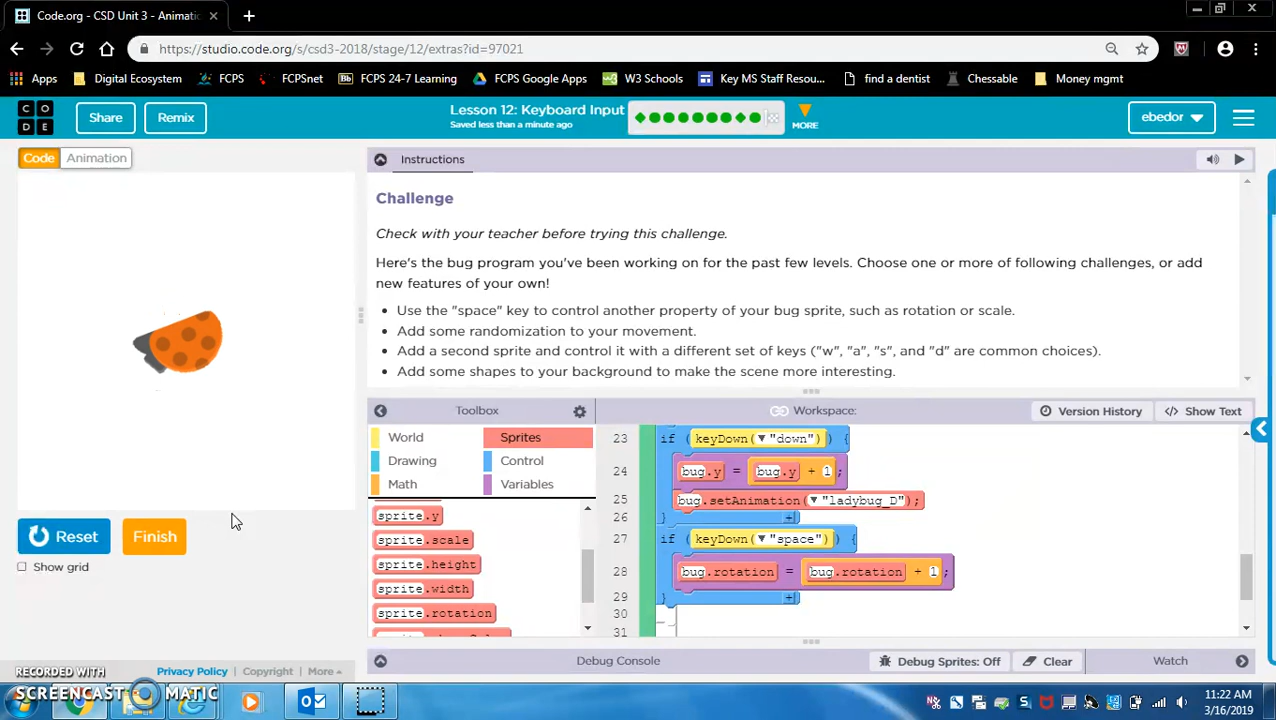 Code.org - CSD Unit 3 - Animatio
https://studio.code.org/s/csd3-2018/stage/12/extras?id=97021
Apps Digital Ecosystem FCPS FCPSnet Bb FCPS 24-7 Learning FCPS Google Apps W3 Schools Key MS Staff Resou... find a dentist Chessable Money mgmt
C O D E Share Remix Lesson 12: Keyboard Input MORE ebedor
Saved less than a minute ago
Code Animation Instructions
Challenge
Check with your teacher before trying this challenge.
Here's the bug program you've been working on for the past few levels. Choose one or more of following challenges, or add
new features of your own!
• Use the "space" key to control another property of your bug sprite, such as rotation or scale.
• Add some randomization to your movement.
• Add a second sprite and control it with a different set of keys ("w", "a", "s", and "d" are common choices).
• Add some shapes to your background to make the scene more interesting.
Toolbox Workspace: Version History </> Show Text
World Sprites
Drawing Control
Math Variables
sprite.y
sprite.scale
sprite.height
sprite.width
sprite.rotation
23 if (keyDown("down")) {
24 bug.y = bug.y + 1;
25 bug.setAnimation("ladybug_D");
26 }
27 if (keyDown("space")) {
28 bug.rotation = bug.rotation + 1;
29 }
30
31
Reset Finish
Show grid
Debug Console Debug Sprites: Off Clear Watch
Privacy Policy Copyright More
RECORDED WITH
SCREENCAST MATIC
11:22 AM
3/16/2019